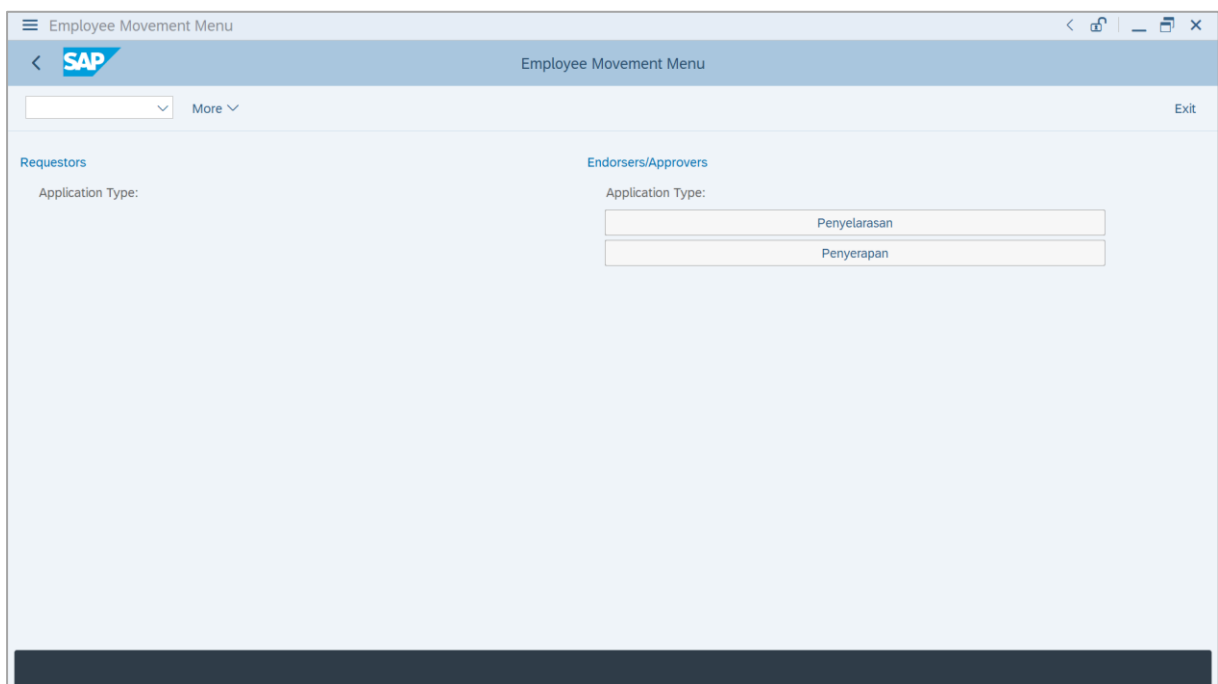 Employee Movement Menu
SAP
Employee Movement Menu
More
Exit
Requestors
Application Type:
Endorsers/Approvers
Application Type:
Penyelarasan
Penyerapan